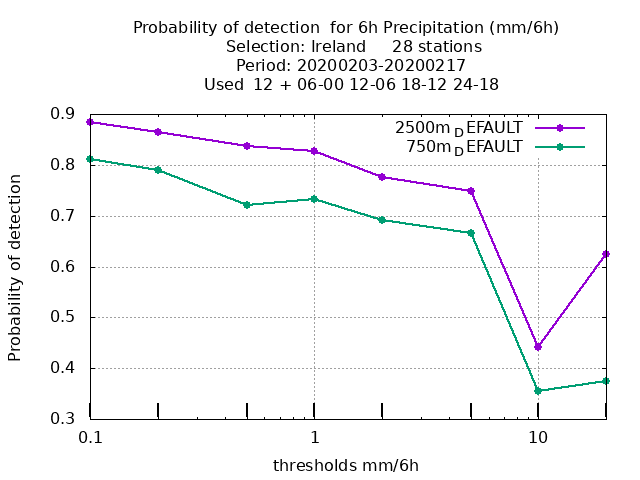 Probability of detection  for 6h Precipitation (mm/6h)
Selection: Ireland     28 stations
Period: 20200203-20200217
Used  12 + 06-00 12-06 18-12 24-18
2500m_DEFAULT
750m_DEFAULT
0.9
0.8
0.7
0.6
0.5
0.4
0.3
0.1
1
10
Probability of detection
thresholds mm/6h